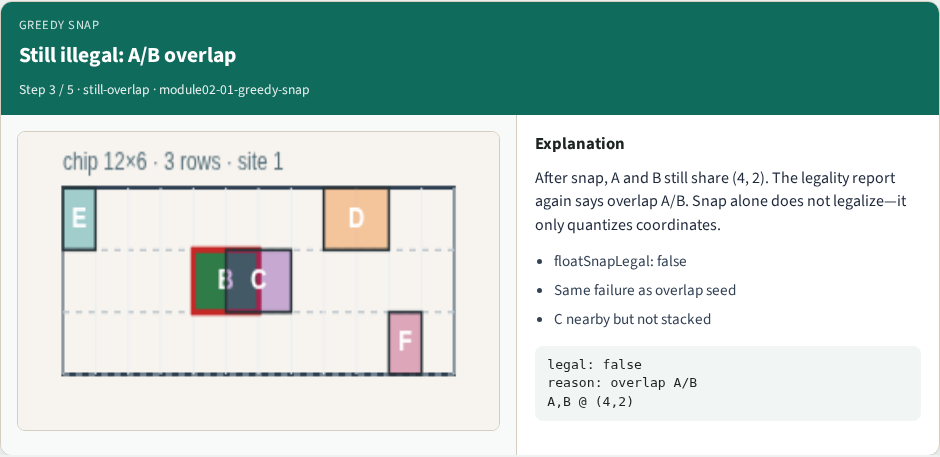 GREEDY SNAP
Still illegal: A/B overlap
Step 3 / 5 · still-overlap · module02-01-greedy-snap
chip 12×6 · 3 rows · site 1
E
D
B
C
F
Explanation
After snap, A and B still share (4, 2). The legality report
again says overlap A/B. Snap alone does not legalize—it
only quantizes coordinates.
• floatSnapLegal: false
• Same failure as overlap seed
• C nearby but not stacked
legal: false
reason: overlap A/B
A,B @ (4,2)